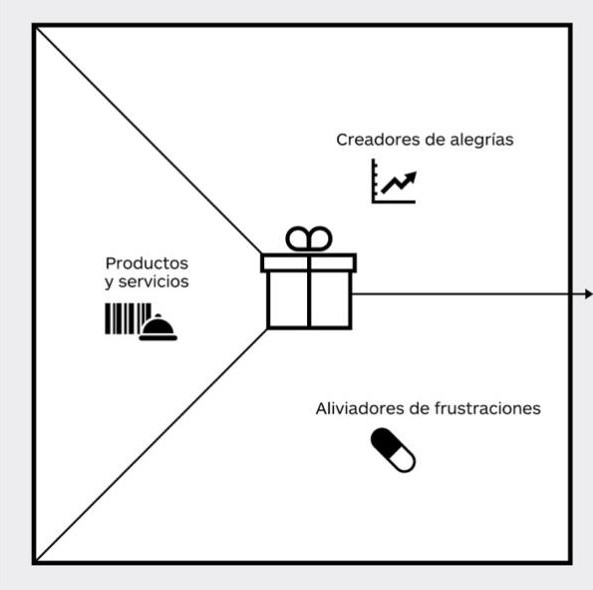 Creadores de alegrías
Productos
y servicios
Aliviadores de frustraciones